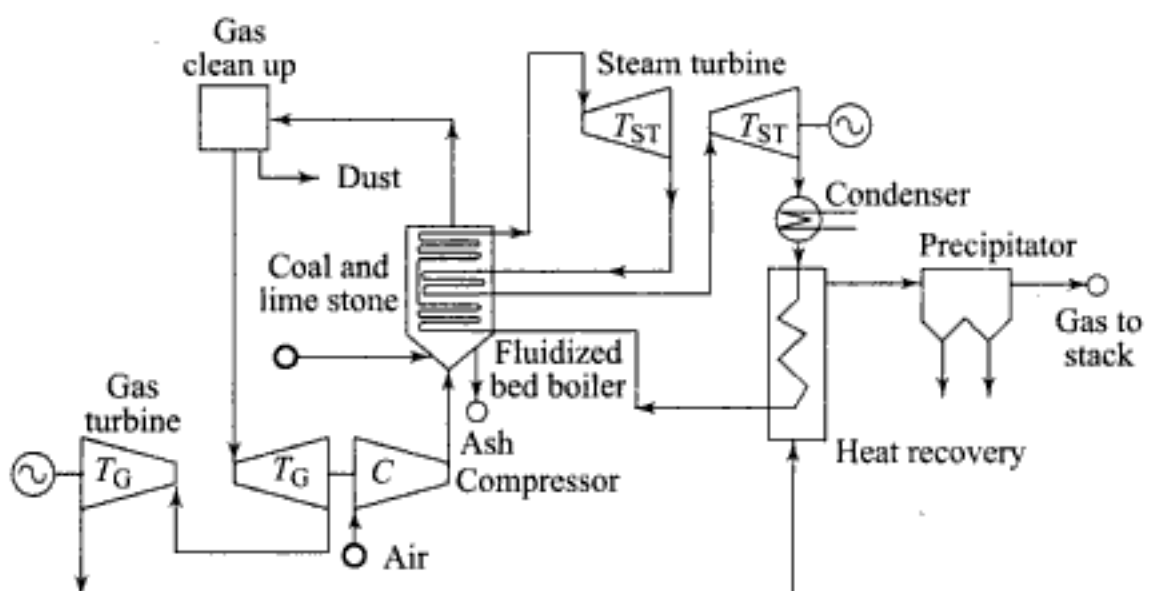 Gas
clean up
Steam turbine
T_ST
T_ST
Dust
Condenser
Precipitator
Coal and
lime stone
Gas to
stack
Fluidized
bed boiler
Gas
turbine
Ash
Heat recovery
T_G
T_G
C
Compressor
Air